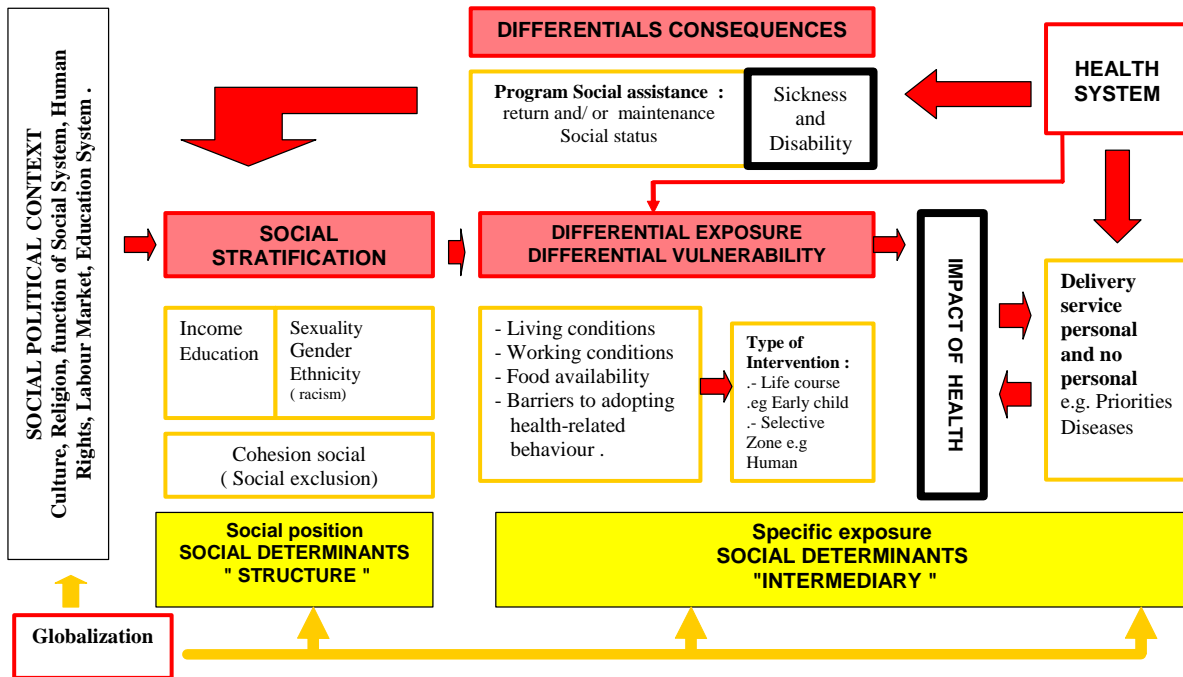 SOCIAL POLITICAL CONTEXT
Culture, Religion, function of Social System, Human
Rights, Labour Market, Education System .
DIFFERENTIALS CONSEQUENCES
Program Social assistance :
return and/ or maintenance
Social status
Sickness
and
Disability
HEALTH
SYSTEM
SOCIAL
STRATIFICATION
DIFFERENTIAL EXPOSURE
DIFFERENTIAL VULNERABILITY
IMPACT OF HEALTH
Income
Education
Sexuality
Gender
Ethnicity
( racism)
Cohesion social
( Social exclusion)
- Living conditions
- Working conditions
- Food availability
- Barriers to adopting
health-related
behaviour .
Type of
Intervention :
.- Life course
.eg Early child
.- Selective
Zone e.g
Human
Delivery
service
personal
and no
personal
e.g. Priorities
Diseases
Social position
SOCIAL DETERMINANTS
" STRUCTURE "
Specific exposure
SOCIAL DETERMINANTS
"INTERMEDIARY "
Globalization